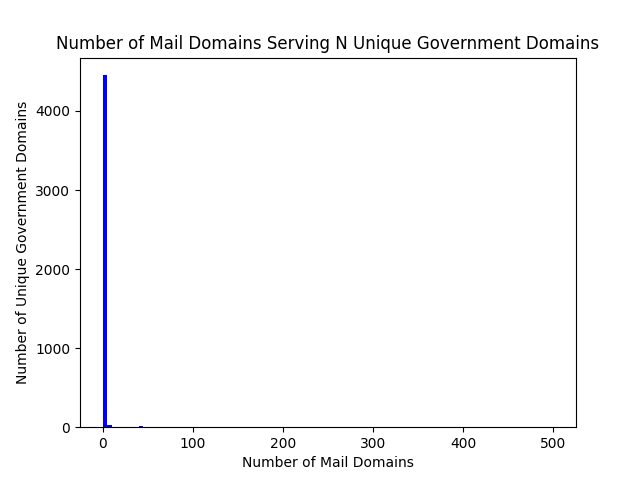 Number of Mail Domains Serving N Unique Government Domains
Number of Unique Government Domains
4000
3000
2000
1000
0
0 100 200 300 400 500
Number of Mail Domains